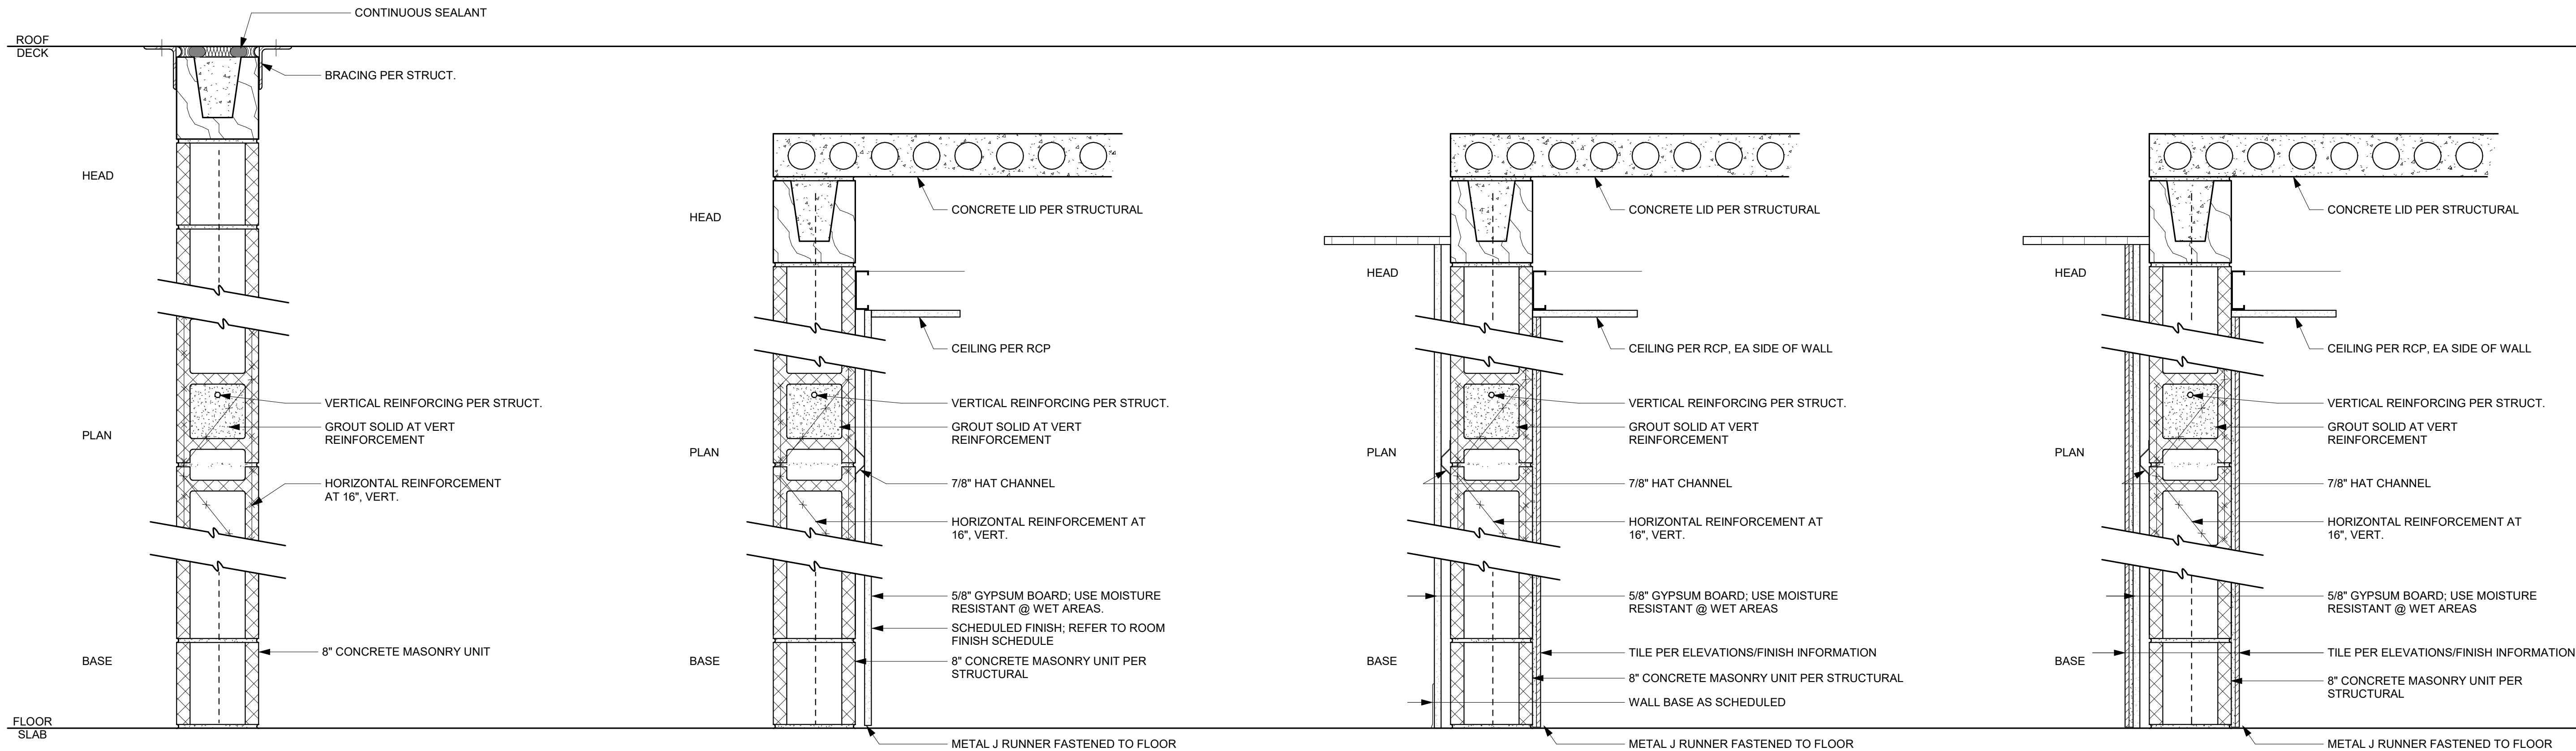 CONTINUOUS SEALANT
ROOF
DECK
BRACING PER STRUCT.
HEAD
VERTICAL REINFORCING PER STRUCT.
GROUT SOLID AT VERT
REINFORCEMENT
PLAN
HORIZONTAL REINFORCEMENT
AT 16", VERT.
8" CONCRETE MASONRY UNIT
BASE
FLOOR
SLAB
HEAD
CONCRETE LID PER STRUCTURAL
CEILING PER RCP
VERTICAL REINFORCING PER STRUCT.
GROUT SOLID AT VERT
REINFORCEMENT
PLAN
7/8" HAT CHANNEL
HORIZONTAL REINFORCEMENT AT
16", VERT.
5/8" GYPSUM BOARD; USE MOISTURE
RESISTANT @ WET AREAS.
SCHEDULED FINISH; REFER TO ROOM
FINISH SCHEDULE
BASE
8" CONCRETE MASONRY UNIT PER
STRUCTURAL
METAL J RUNNER FASTENED TO FLOOR
CONCRETE LID PER STRUCTURAL
HEAD
CEILING PER RCP, EA SIDE OF WALL
VERTICAL REINFORCING PER STRUCT.
GROUT SOLID AT VERT
REINFORCEMENT
PLAN
7/8" HAT CHANNEL
HORIZONTAL REINFORCEMENT AT
16", VERT.
5/8" GYPSUM BOARD; USE MOISTURE
RESISTANT @ WET AREAS
TILE PER ELEVATIONS/FINISH INFORMATION
BASE
8" CONCRETE MASONRY UNIT PER STRUCTURAL
WALL BASE AS SCHEDULED
METAL J RUNNER FASTENED TO FLOOR
CONCRETE LID PER STRUCTURAL
HEAD
CEILING PER RCP, EA SIDE OF WALL
VERTICAL REINFORCING PER STRUCT.
GROUT SOLID AT VERT
REINFORCEMENT
PLAN
7/8" HAT CHANNEL
HORIZONTAL REINFORCEMENT AT
16", VERT.
5/8" GYPSUM BOARD; USE MOISTURE
RESISTANT @ WET AREAS
TILE PER ELEVATIONS/FINISH INFORMATION
BASE
8" CONCRETE MASONRY UNIT PER
STRUCTURAL
METAL J RUNNER FASTENED TO FLOOR